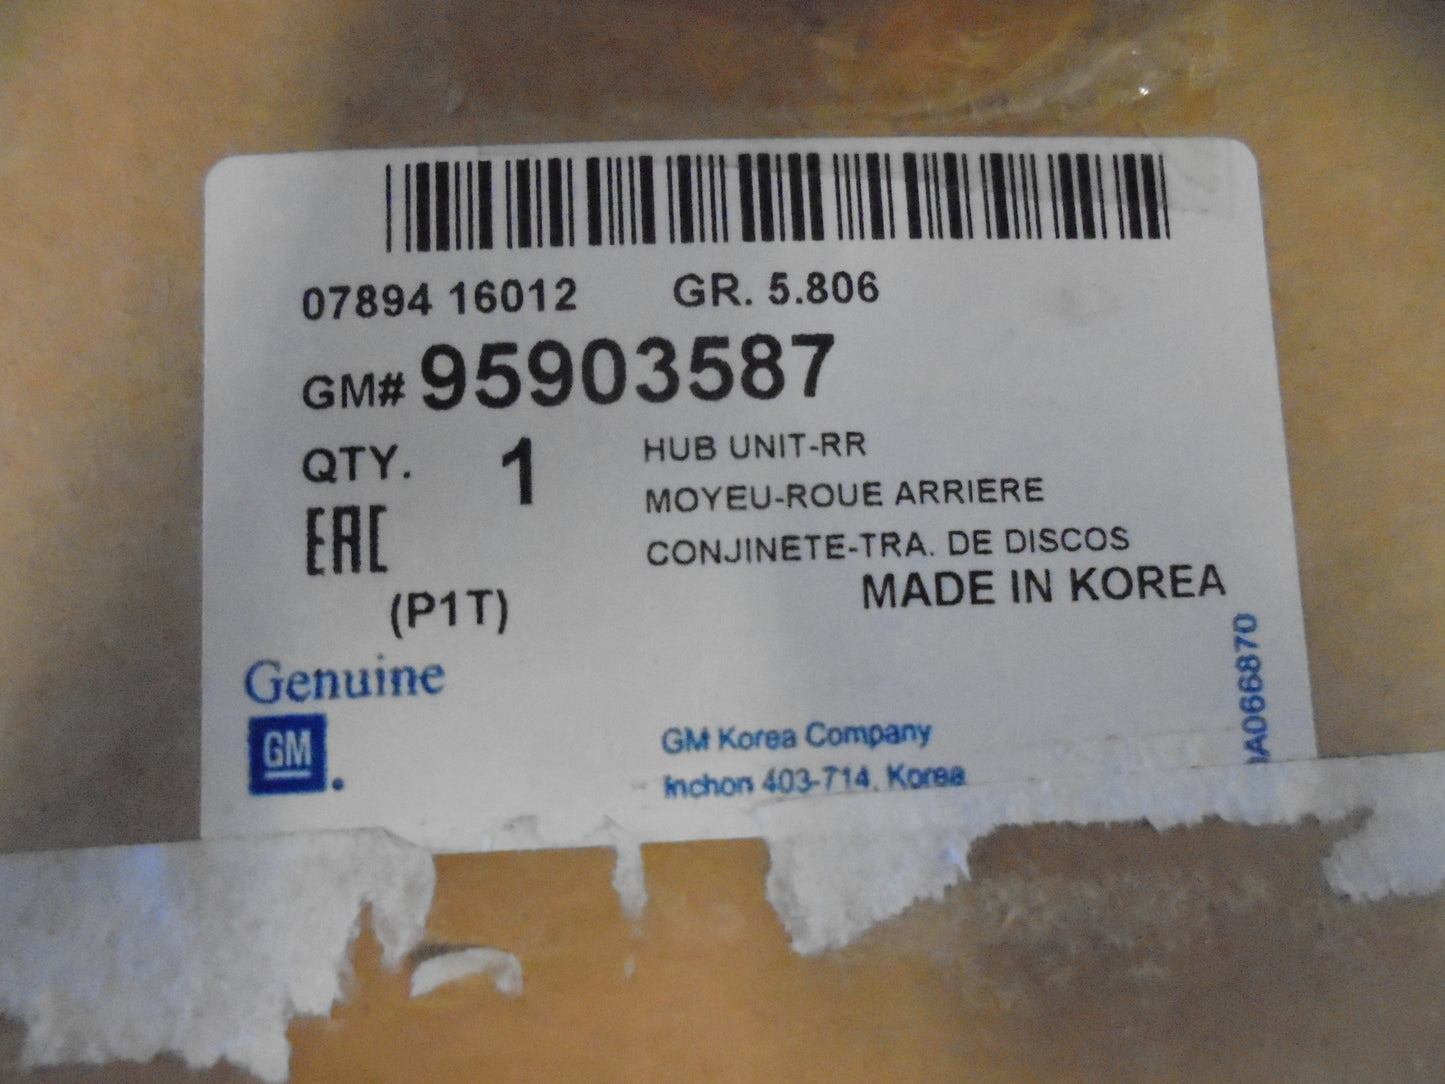 07894 16012 GR. 5.806
GM# 95903587
QTY. 1
HUB UNIT-RR
MOYEU-ROUE ARRIERE
CONJINETE-TRA. DE DISCOS
EAC
MADE IN KOREA
(P1T)
Genuine
GM
GM Korea Company
Inchon 403-714, Korea
A066870